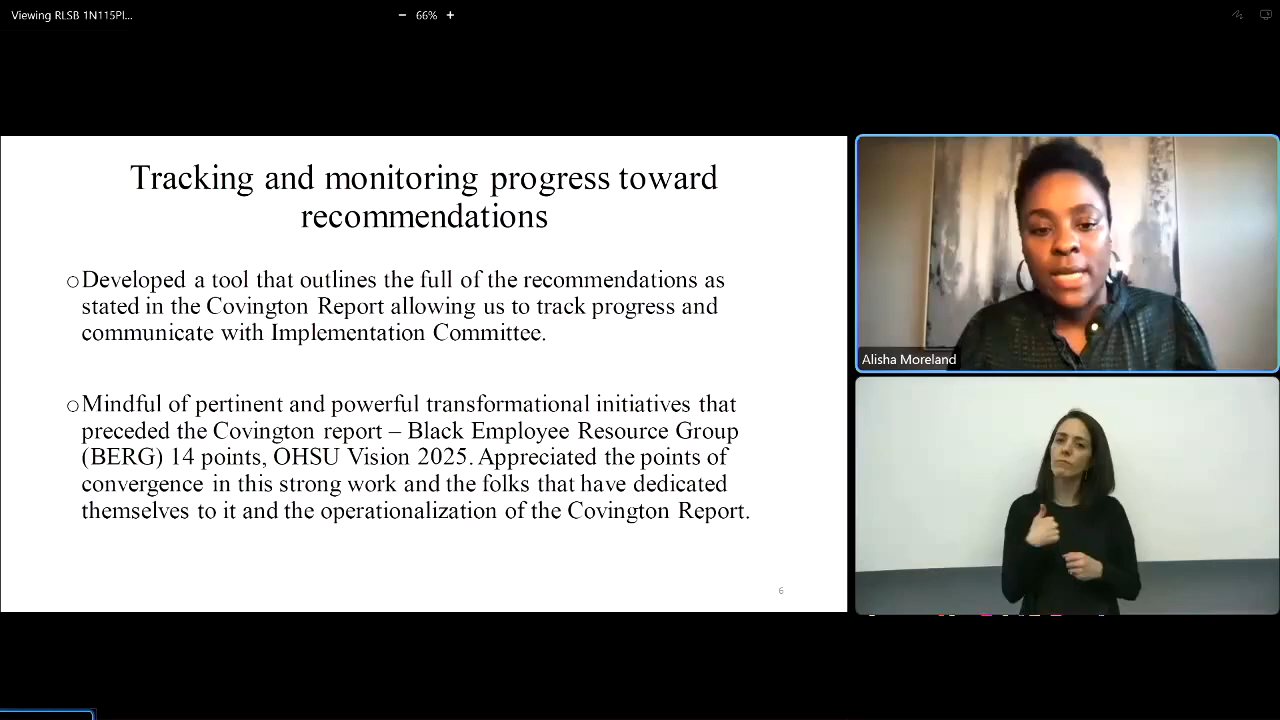 Viewing RLSB 1N115Pl...
− 66% +
Tracking and monitoring progress toward
recommendations
○Developed a tool that outlines the full of the recommendations as
stated in the Covington Report allowing us to track progress and
communicate with Implementation Committee.
○Mindful of pertinent and powerful transformational initiatives that
preceded the Covington report – Black Employee Resource Group
(BERG) 14 points, OHSU Vision 2025. Appreciated the points of
convergence in this strong work and the folks that have dedicated
themselves to it and the operationalization of the Covington Report.
6
Alisha Moreland